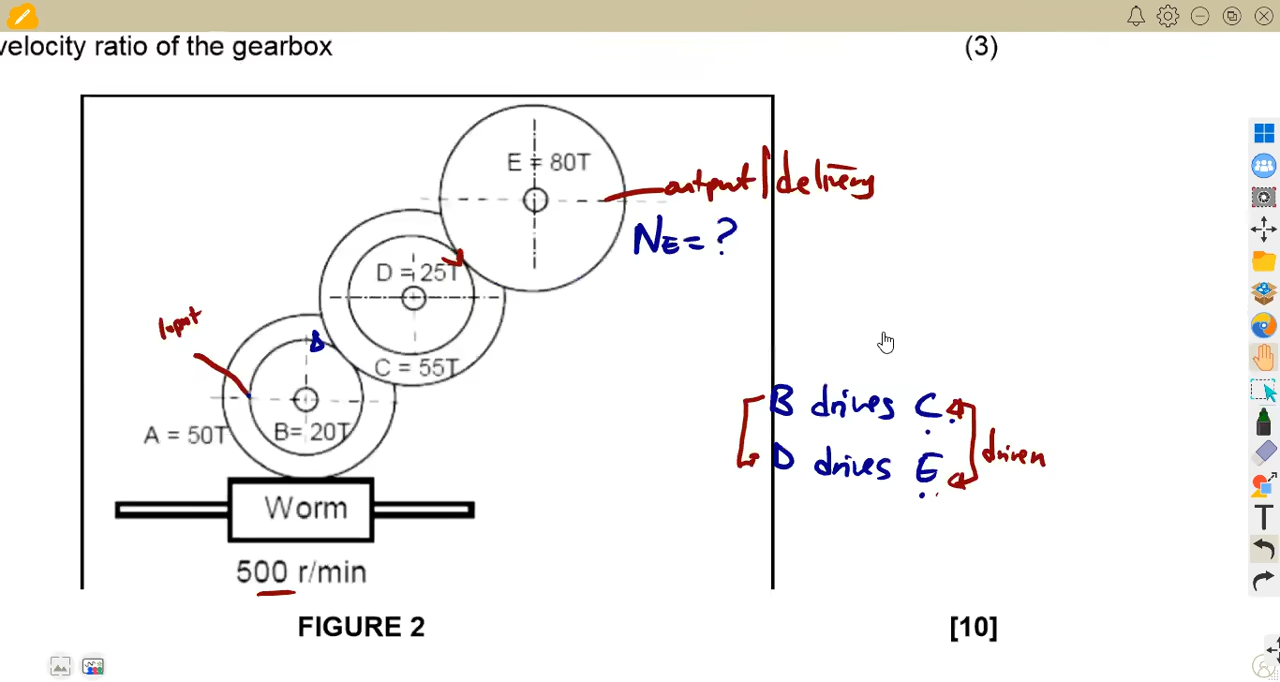 velocity ratio of the gearbox (3)
E = 80T
output / delivery
NE = ?
D = 25T
Input
B
C = 55T
B drives C
A = 50T B= 20T
driven
D drives E
Worm
500 r/min
FIGURE 2 [10]
T